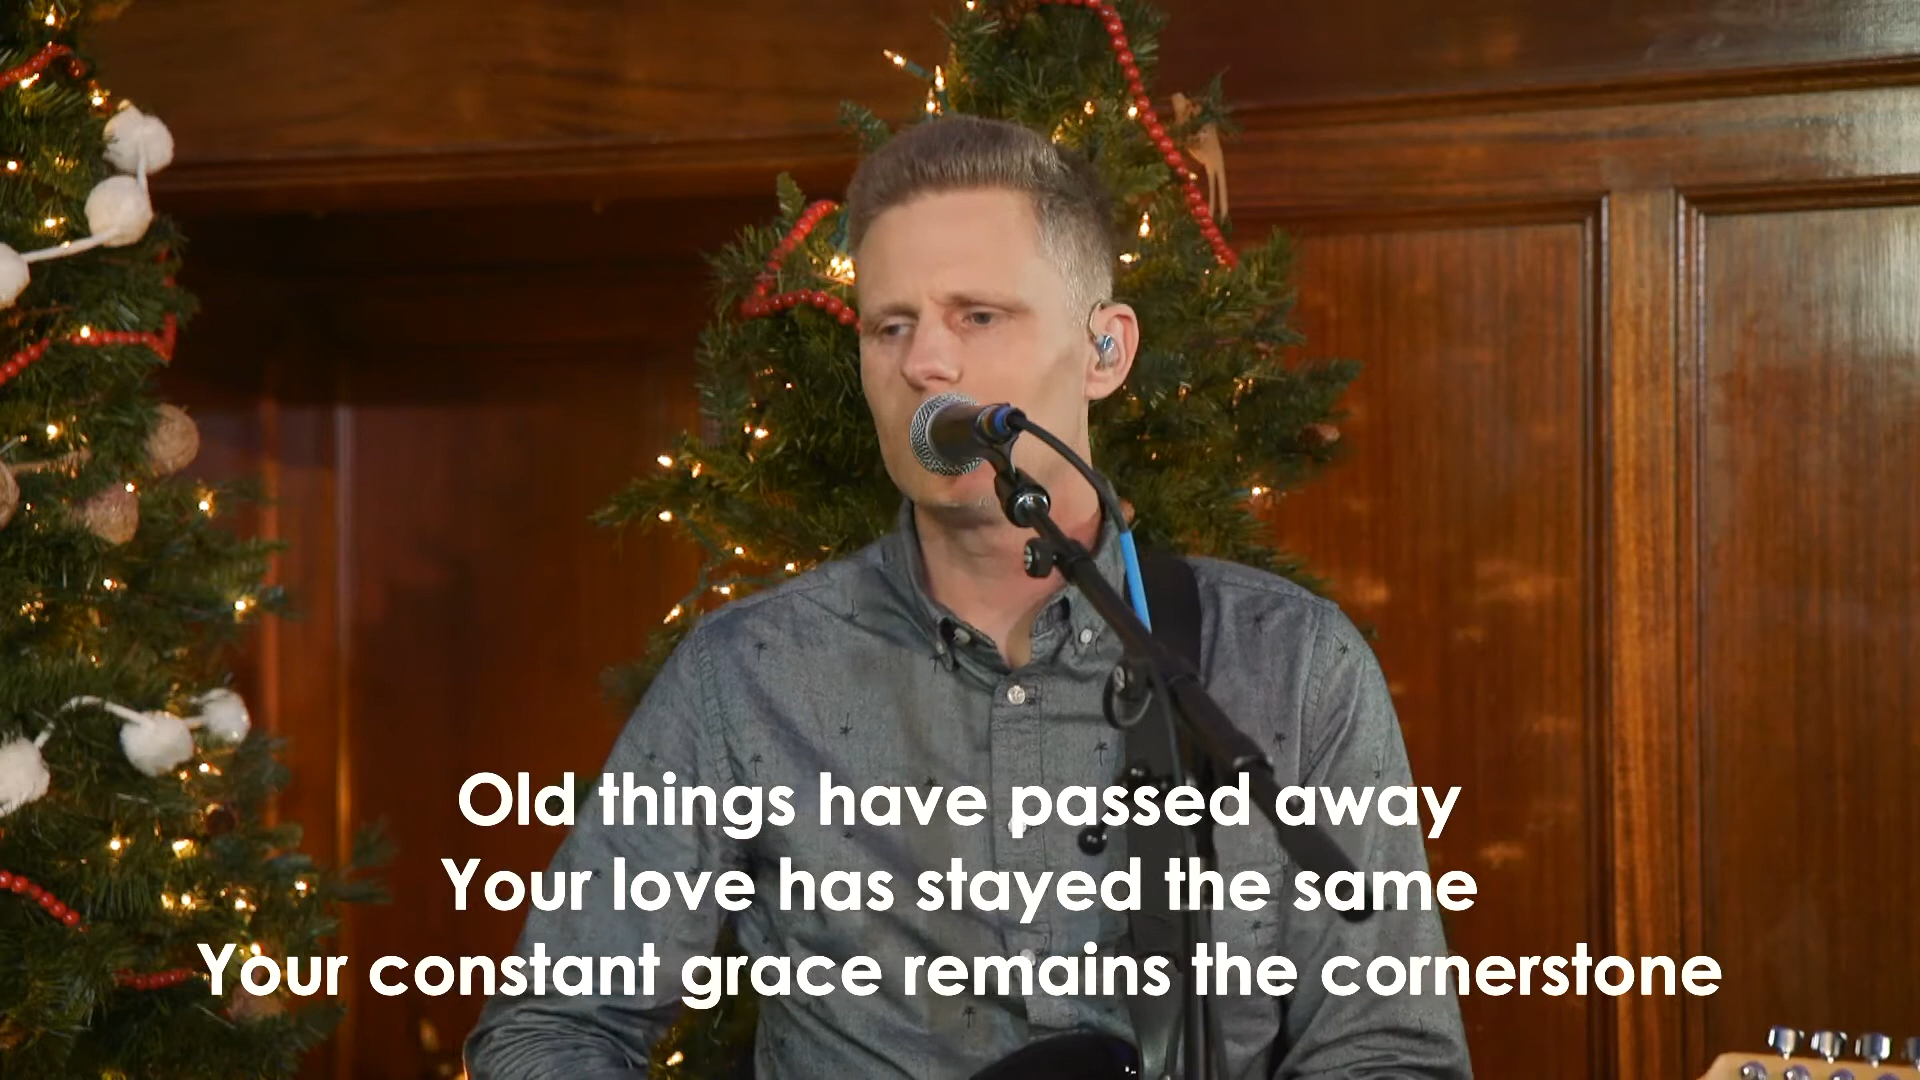 Old things have passed away
Your love has stayed the same
Your constant grace remains the cornerstone